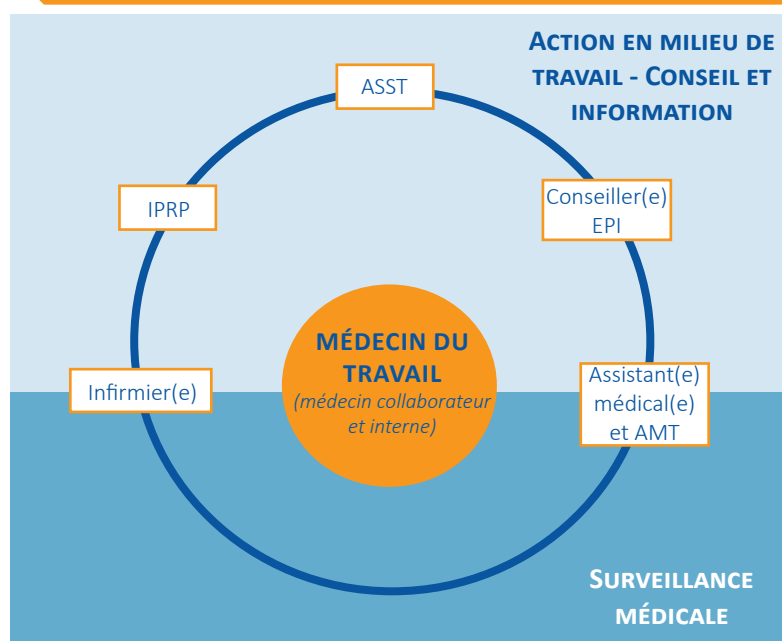 ACTION EN MILIEU DE
TRAVAIL - CONSEIL ET
INFORMATION
ASST
IPRP
Conseiller(e)
EPI
MÉDECIN DU
TRAVAIL
(médecin collaborateur
et interne)
Infirmier(e)
Assistant(e)
médical(e)
et AMT
SURVEILLANCE
MÉDICALE